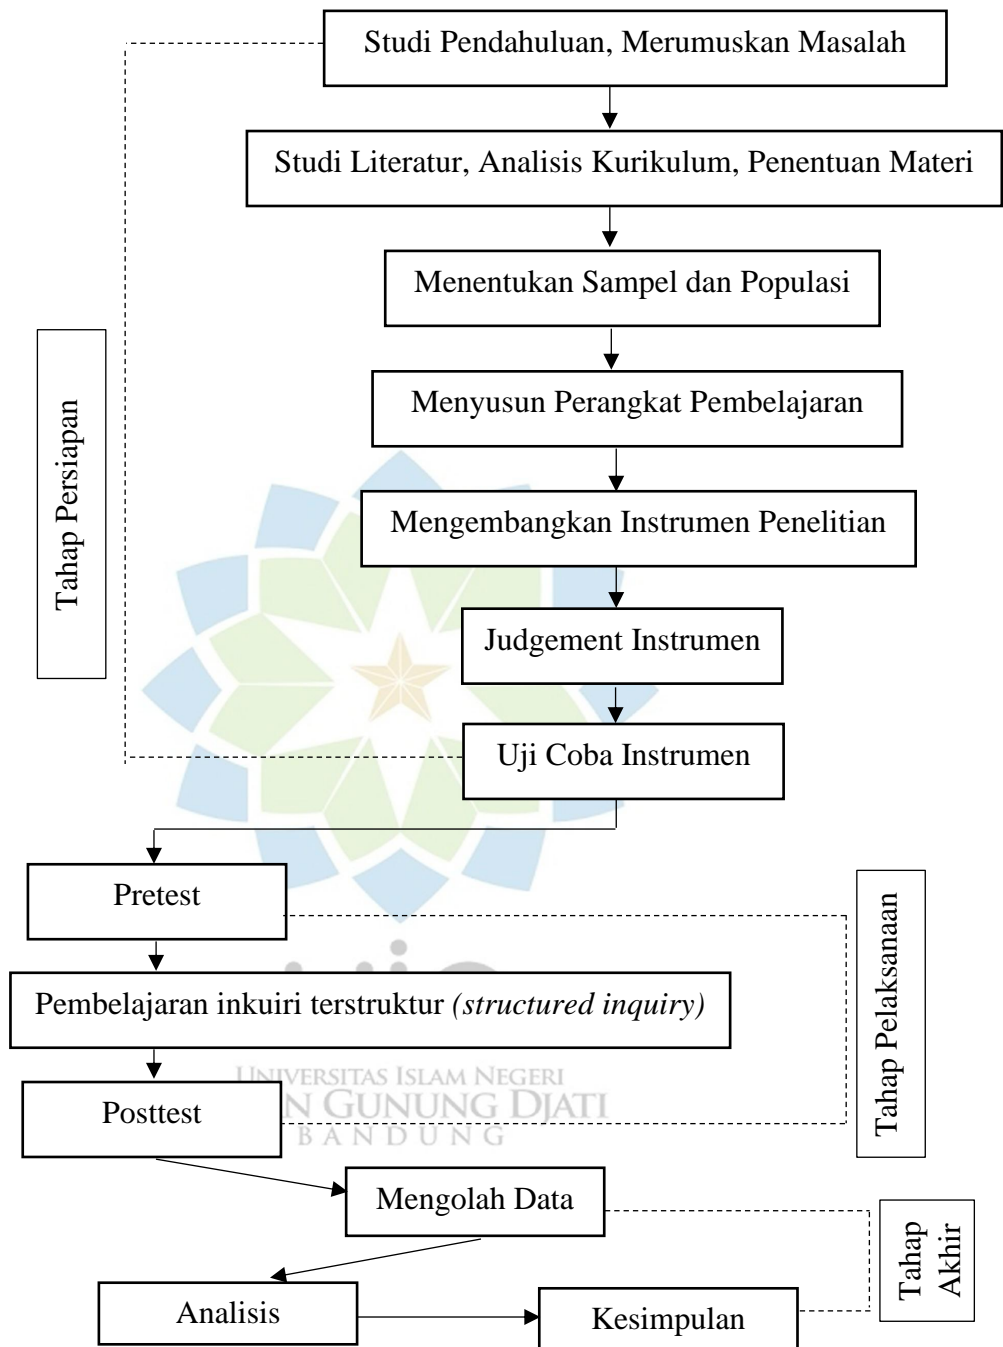 Studi Pendahuluan, Merumuskan Masalah
Studi Literatur, Analisis Kurikulum, Penentuan Materi
Menentukan Sampel dan Populasi
Menyusun Perangkat Pembelajaran
Tahap Persiapan
Mengembangkan Instrumen Penelitian
Judgement Instrumen
Uji Coba Instrumen
Pretest
Tahap Pelaksanaan
Pembelajaran inkuiri terstruktur (structured inquiry)
UNIVERSITAS ISLAM NEGERI
GUNUNG DJATI
BANDUNG
Posttest
Mengolah Data
Tahap
Akhir
Analisis
Kesimpulan